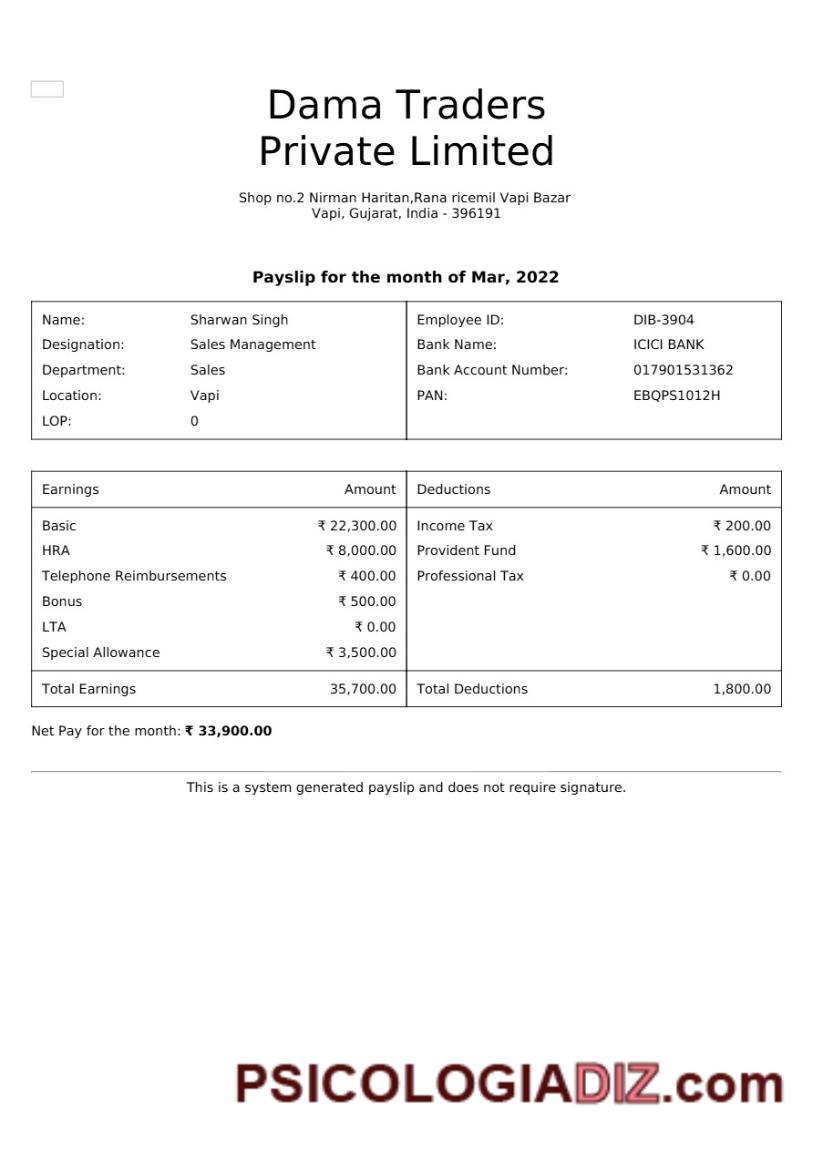 Dama Traders
Private Limited
Shop no.2 Nirman Haritan,Rana ricemil Vapi Bazar
Vapi, Gujarat, India - 396191
Payslip for the month of Mar, 2022
Name: Sharwan Singh Employee ID: DIB-3904
Designation: Sales Management Bank Name: ICICI BANK
Department: Sales Bank Account Number: 017901531362
Location: Vapi PAN: EBQPS1012H
LOP: 0
Earnings Amount Deductions Amount
Basic ₹ 22,300.00 Income Tax ₹ 200.00
HRA ₹ 8,000.00 Provident Fund ₹ 1,600.00
Telephone Reimbursements ₹ 400.00 Professional Tax ₹ 0.00
Bonus ₹ 500.00
LTA ₹ 0.00
Special Allowance ₹ 3,500.00
Total Earnings 35,700.00 Total Deductions 1,800.00
Net Pay for the month: ₹ 33,900.00
This is a system generated payslip and does not require signature.
PSICOLOGIADIZ.com